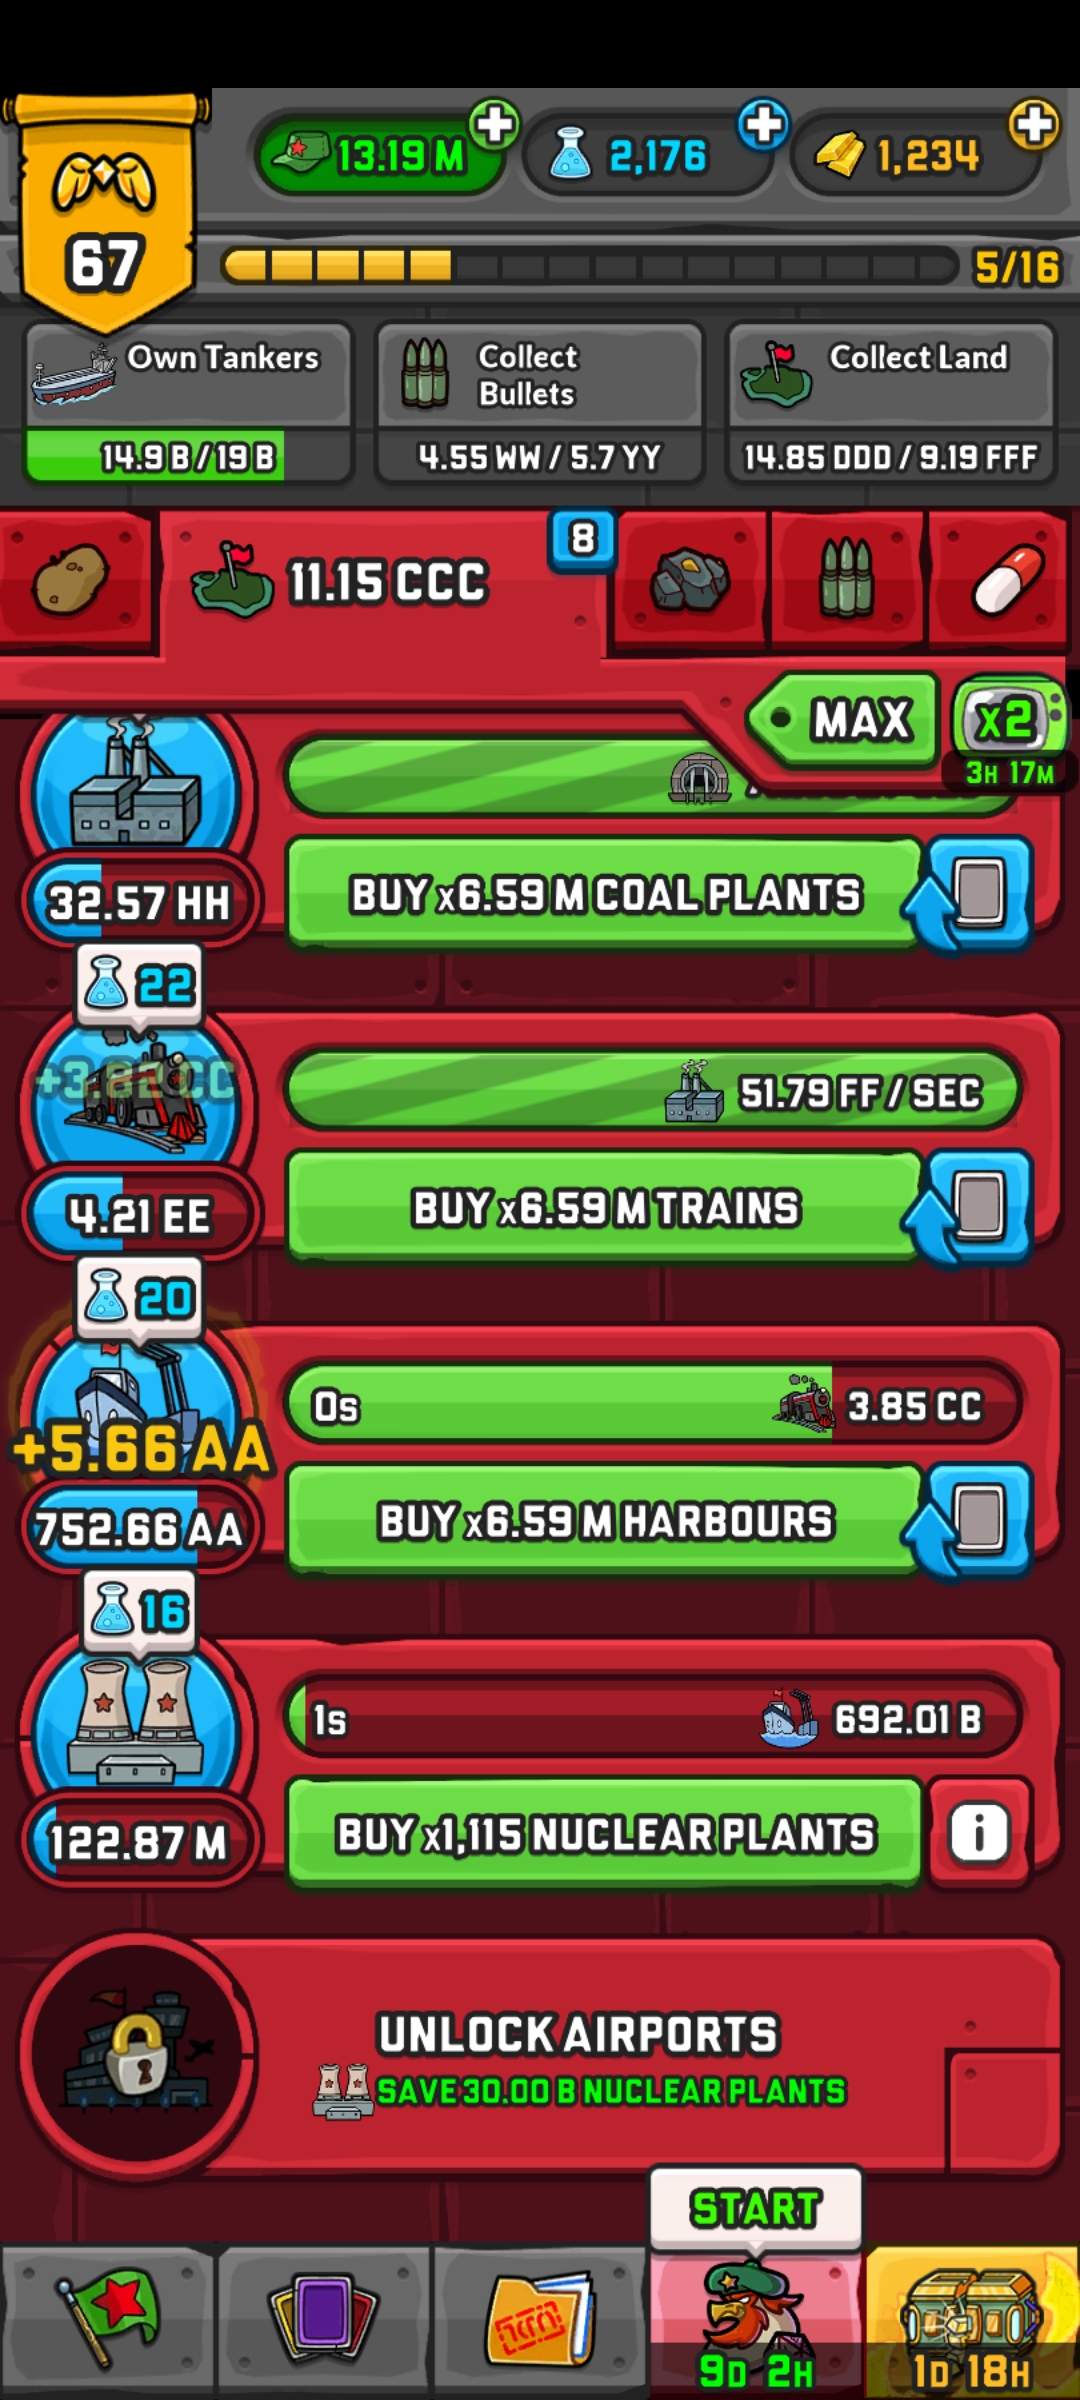 13.19 M
2,176
1,234
67
5/16
Own Tankers
14.9 B / 19 B
Collect
Bullets
4.55 WW / 5.7 YY
Collect Land
14.85 DDD / 9.19 FFF
11.15 CCC
8
MAX
x2
3H 17M
32.57 HH
BUY x6.59 M COAL PLANTS
22
51.79 FF / SEC
4.21 EE
BUY x6.59 M TRAINS
20
0s
3.85 CC
+5.66 AA
752.66 AA
BUY x6.59 M HARBOURS
16
1s
692.01 B
122.87 M
BUY x1,115 NUCLEAR PLANTS
i
UNLOCK AIRPORTS
SAVE 30.00 B NUCLEAR PLANTS
START
9D 2H
1D 18H